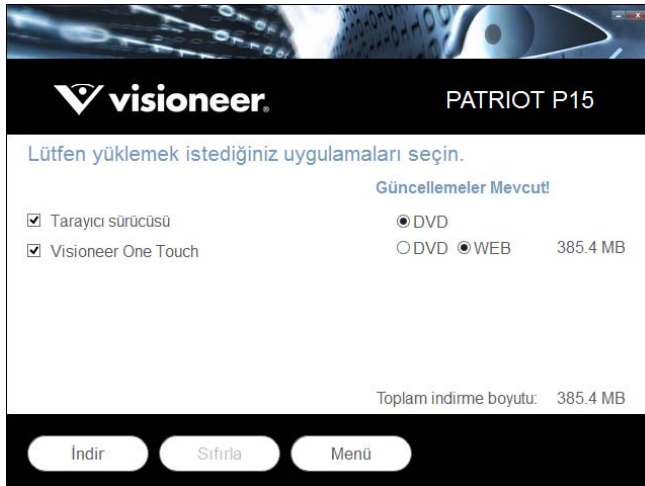 visioneer®
PATRIOT P15
Lütfen yüklemek istediğiniz uygulamaları seçin.
Güncellemeler Mevcut!
Tarayıcı sürücüsü DVD
Visioneer One Touch DVD WEB 385.4 MB
Toplam indirme boyutu: 385.4 MB
İndir Sıfırla Menü